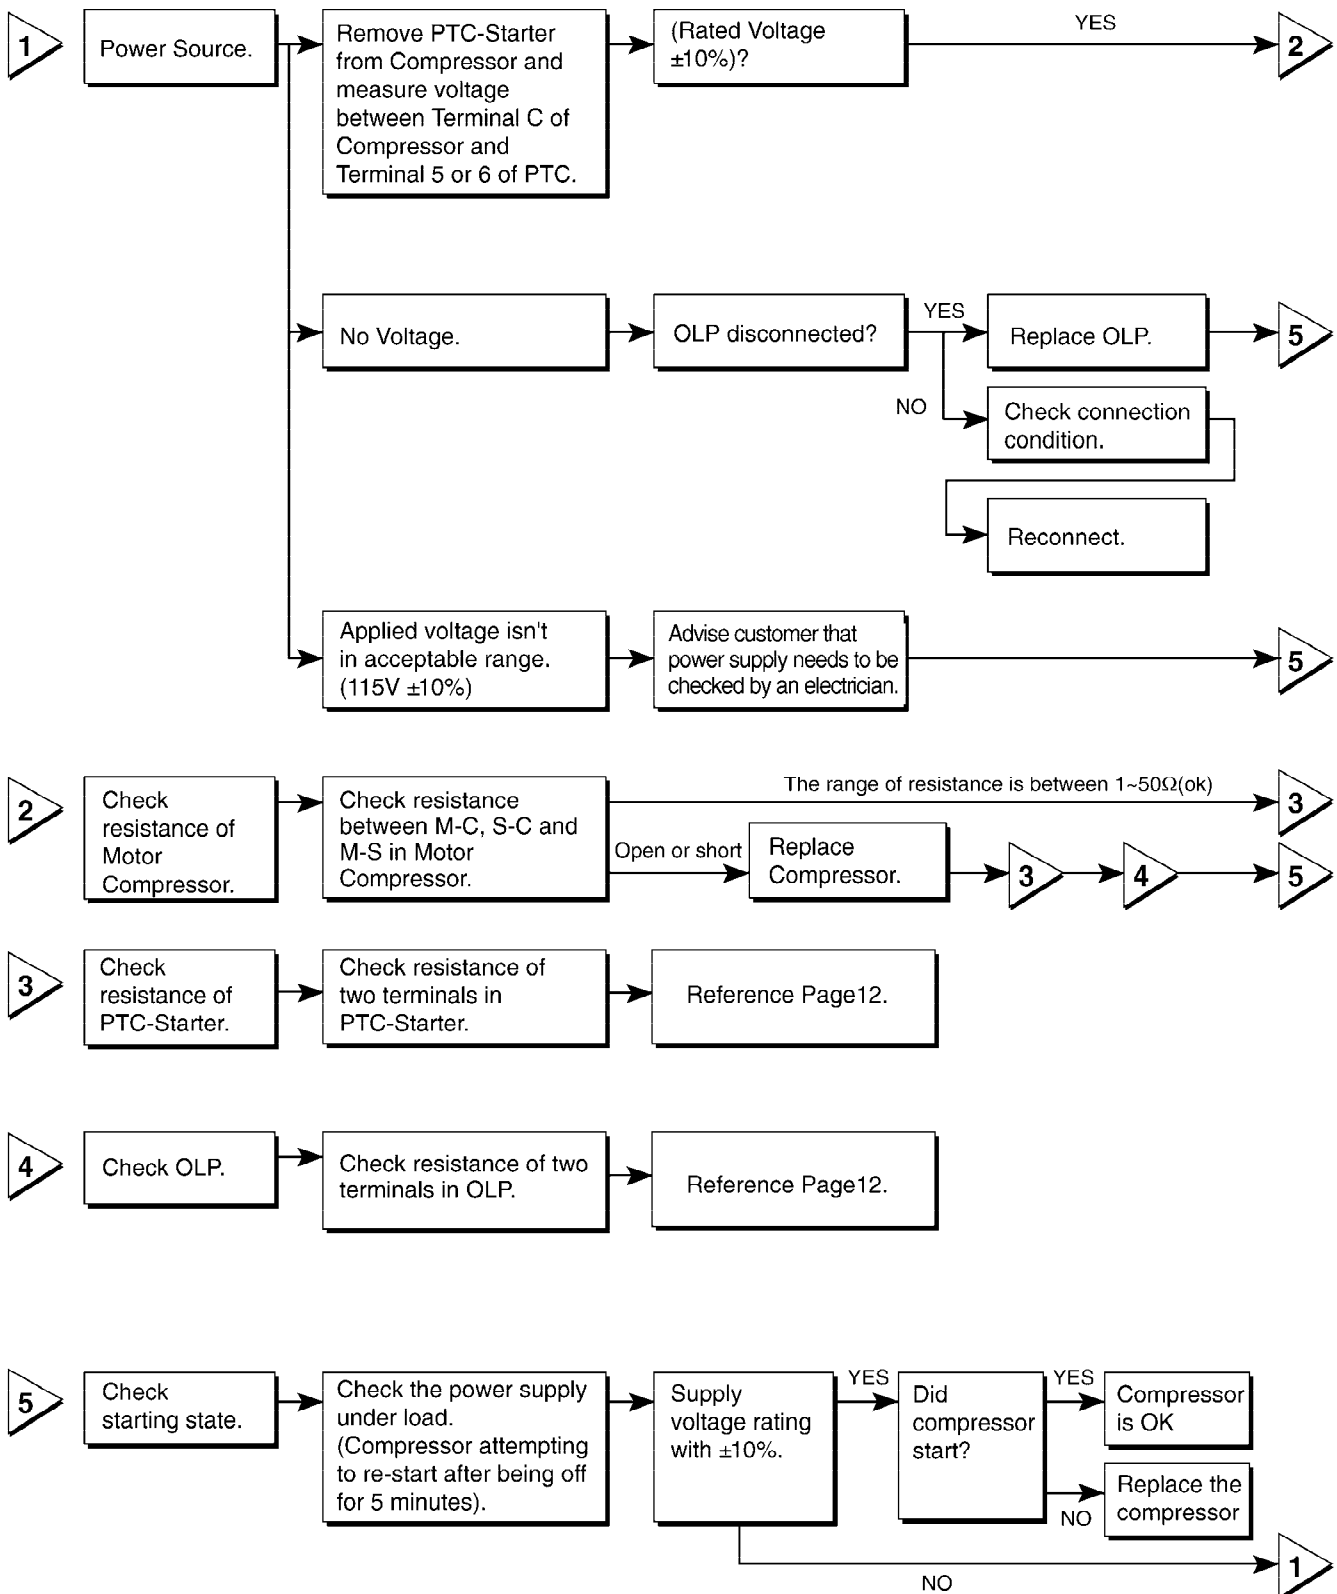 1
Power Source.
Remove PTC-Starter
from Compressor and
measure voltage
between Terminal C of
Compressor and
Terminal 5 or 6 of PTC.
(Rated Voltage
±10%)?
YES
2
No Voltage.
OLP disconnected?
YES
Replace OLP.
5
NO
Check connection
condition.
Reconnect.
Applied voltage isn't
in acceptable range.
(115V ±10%)
Advise customer that
power supply needs to be
checked by an electrician.
5
2
Check
resistance of
Motor
Compressor.
Check resistance
between M-C, S-C and
M-S in Motor
Compressor.
The range of resistance is between 1~50Ω(ok)
3
Open or short
Replace
Compressor.
3
4
5
3
Check
resistance of
PTC-Starter.
Check resistance of
two terminals in
PTC-Starter.
Reference Page12.
4
Check OLP.
Check resistance of two
terminals in OLP.
Reference Page12.
5
Check
starting state.
Check the power supply
under load.
(Compressor attempting
to re-start after being off
for 5 minutes).
Supply
voltage rating
with ±10%.
YES
Did
compressor
start?
YES
Compressor
is OK
NO
Replace the
compressor
NO
1